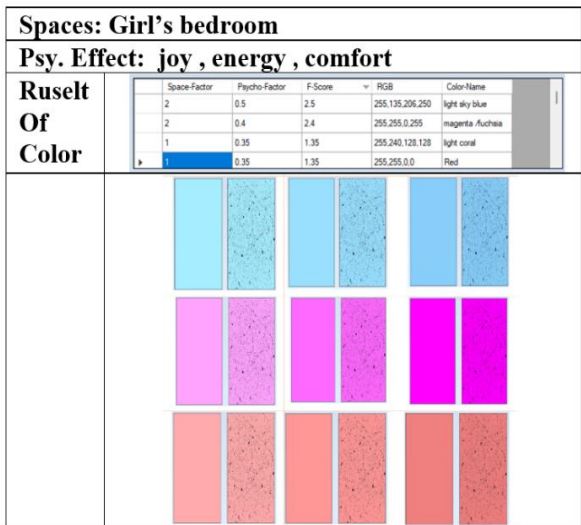 Spaces: Girl's bedroom
Psy. Effect: joy , energy , comfort
Ruselt
Of
Color
Space-Factor Psycho-Factor F-Score RGB Color-Name
2 0.5 2.5 255,135,206,250 light sky blue
2 0.4 2.4 255,255,0,255 magenta /fuchsia
1 0.35 1.35 255,240,128,128 light coral
1 0.35 1.35 255,255,0,0 Red